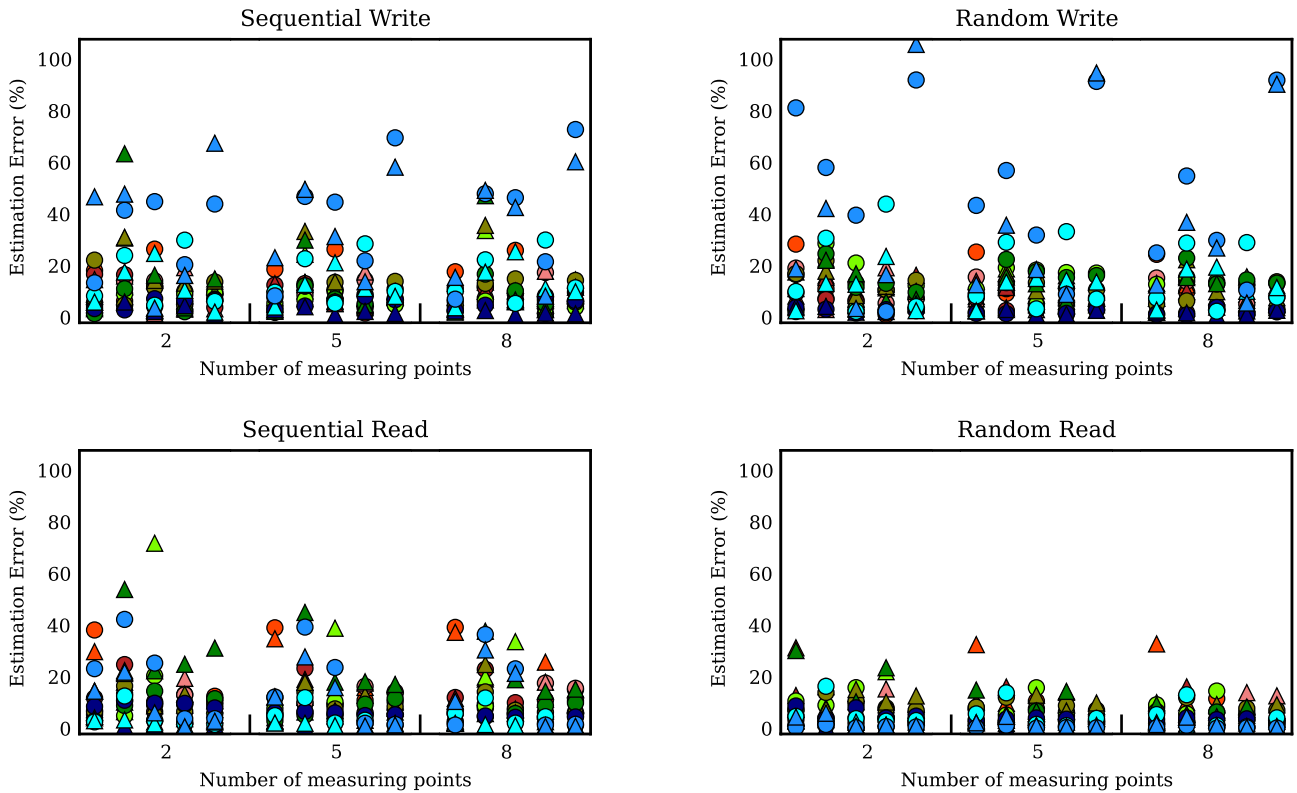 Sequential Write
Estimation Error (%)
100
80
60
40
20
0
2 5 8
Number of measuring points
Random Write
Estimation Error (%)
100
80
60
40
20
0
2 5 8
Number of measuring points
Sequential Read
Estimation Error (%)
100
80
60
40
20
0
2 5 8
Number of measuring points
Random Read
Estimation Error (%)
100
80
60
40
20
0
2 5 8
Number of measuring points